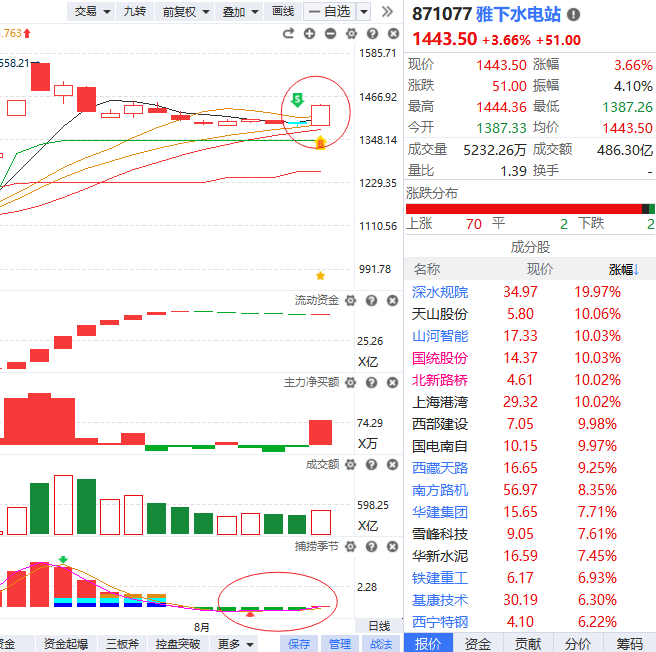 交易 九转 前复权 叠加 画线 一自选 »
.763
1585.71
558.21
1466.92
1348.14
1229.35
1110.56
991.78
流动资金
25.26
X亿
主力净买额
74.29
X万
成交额
598.25
X亿
捕捞季节
2.28
8月
日线
资金 资金起爆 三板斧 控盘突破 更多 保存 管理 战法
871077 雅下水电站
1443.50 +3.66% +51.00
现价 1443.50 涨幅 3.66%
涨跌 51.00 振幅 4.10%
最高 1444.36 最低 1387.26
今开 1387.33 均价 1443.50
成交量 5232.26万 成交额 486.30亿
量比 1.39 换手 -
涨跌分布
上涨 70 平 2 下跌 2
成分股
名称 现价 涨幅↓
深水规院 34.97 19.97%
天山股份 5.80 10.06%
山河智能 17.33 10.03%
国统股份 14.37 10.03%
北新路桥 4.61 10.02%
上海港湾 29.32 10.02%
西部建设 7.05 9.98%
国电南自 10.15 9.97%
西藏天路 16.65 9.25%
南方路机 56.97 8.35%
华建集团 15.65 7.71%
雪峰科技 9.05 7.61%
华新水泥 16.59 7.45%
铁建重工 6.17 6.93%
基康技术 30.19 6.30%
西宁特钢 4.10 6.22%
报价 资金 贡献 分价 筹码